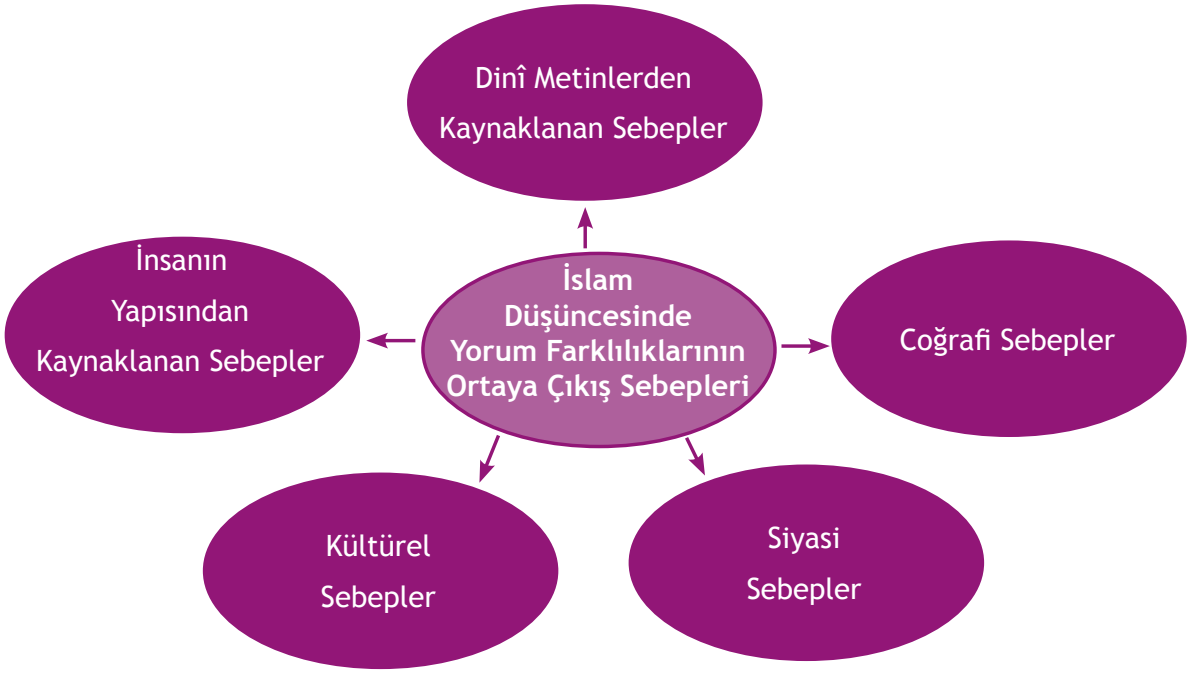 Dinî Metinlerden
Kaynaklanan Sebepler
İnsanın
Yapısından
Kaynaklanan Sebepler
İslam
Düşüncesinde
Yorum Farklılıklarının
Ortaya Çıkış Sebepleri
Coğrafi Sebepler
Kültürel
Sebepler
Siyasi
Sebepler